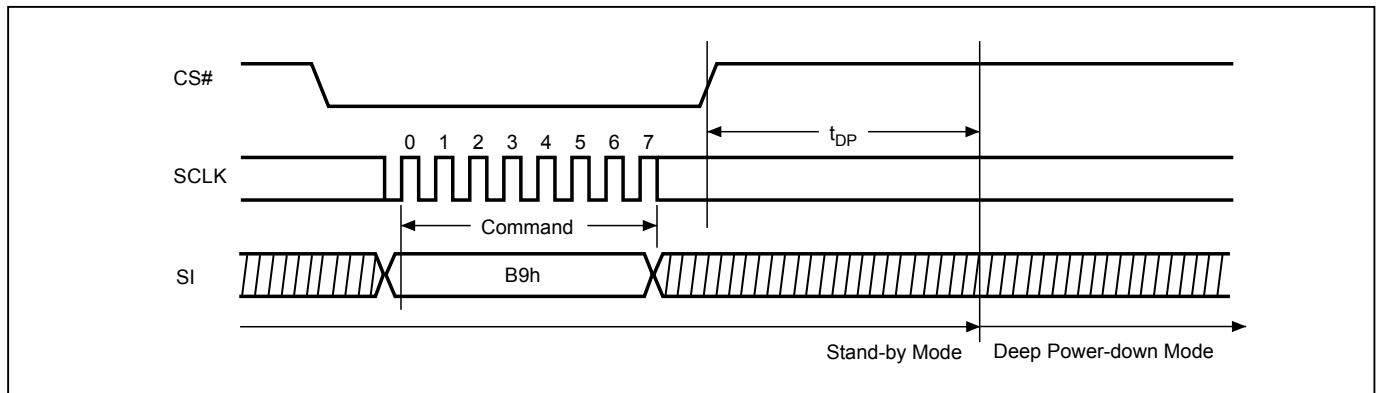 CS#
t_DP
0 1 2 3 4 5 6 7
SCLK
Command
SI
B9h
Stand-by Mode
Deep Power-down Mode